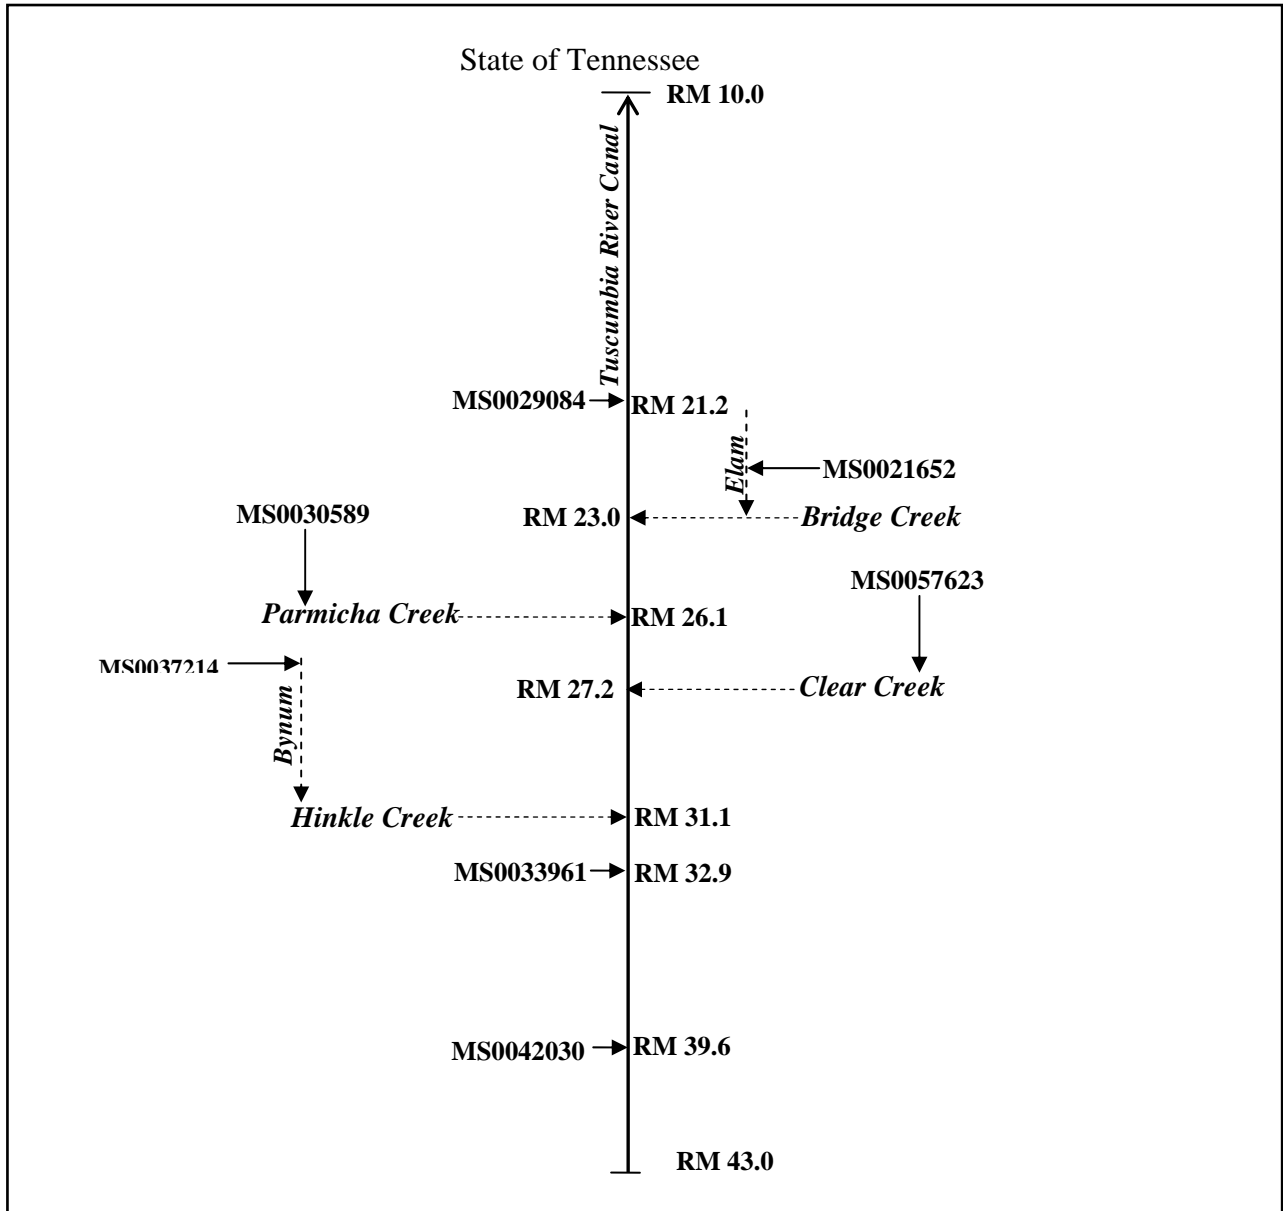 State of Tennessee
RM 10.0
Tuscumbia River Canal
MS0029084
RM 21.2
Elam
MS0021652
MS0030589
RM 23.0
Bridge Creek
MS0057623
Parmicha Creek
RM 26.1
MS0037214
RM 27.2
Clear Creek
Bynum
Hinkle Creek
RM 31.1
MS0033961
RM 32.9
MS0042030
RM 39.6
RM 43.0